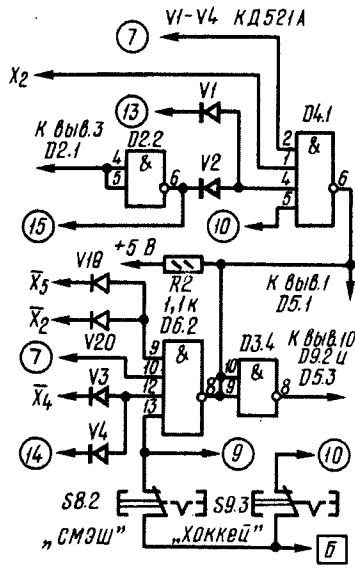 V1-V4 КД521А
7
X2
13
V1
D4.1
К выв.3
D2.1
D2.2
4
5
&
6
V2
2
1
4
5
&
6
15
10
+5 В
R2
1,1 к
К выв.1
D5.1
V19
X̅5
X̅2
V20
D6.2
7
9
10
12
13
&
8
D3.4
10
9
&
8
К выв.10
D9.2 и
D5.3
V3
X̅4
14
V4
9
10
S8.2
S9.3
„СМЭШ"
„ХОККЕЙ"
Б